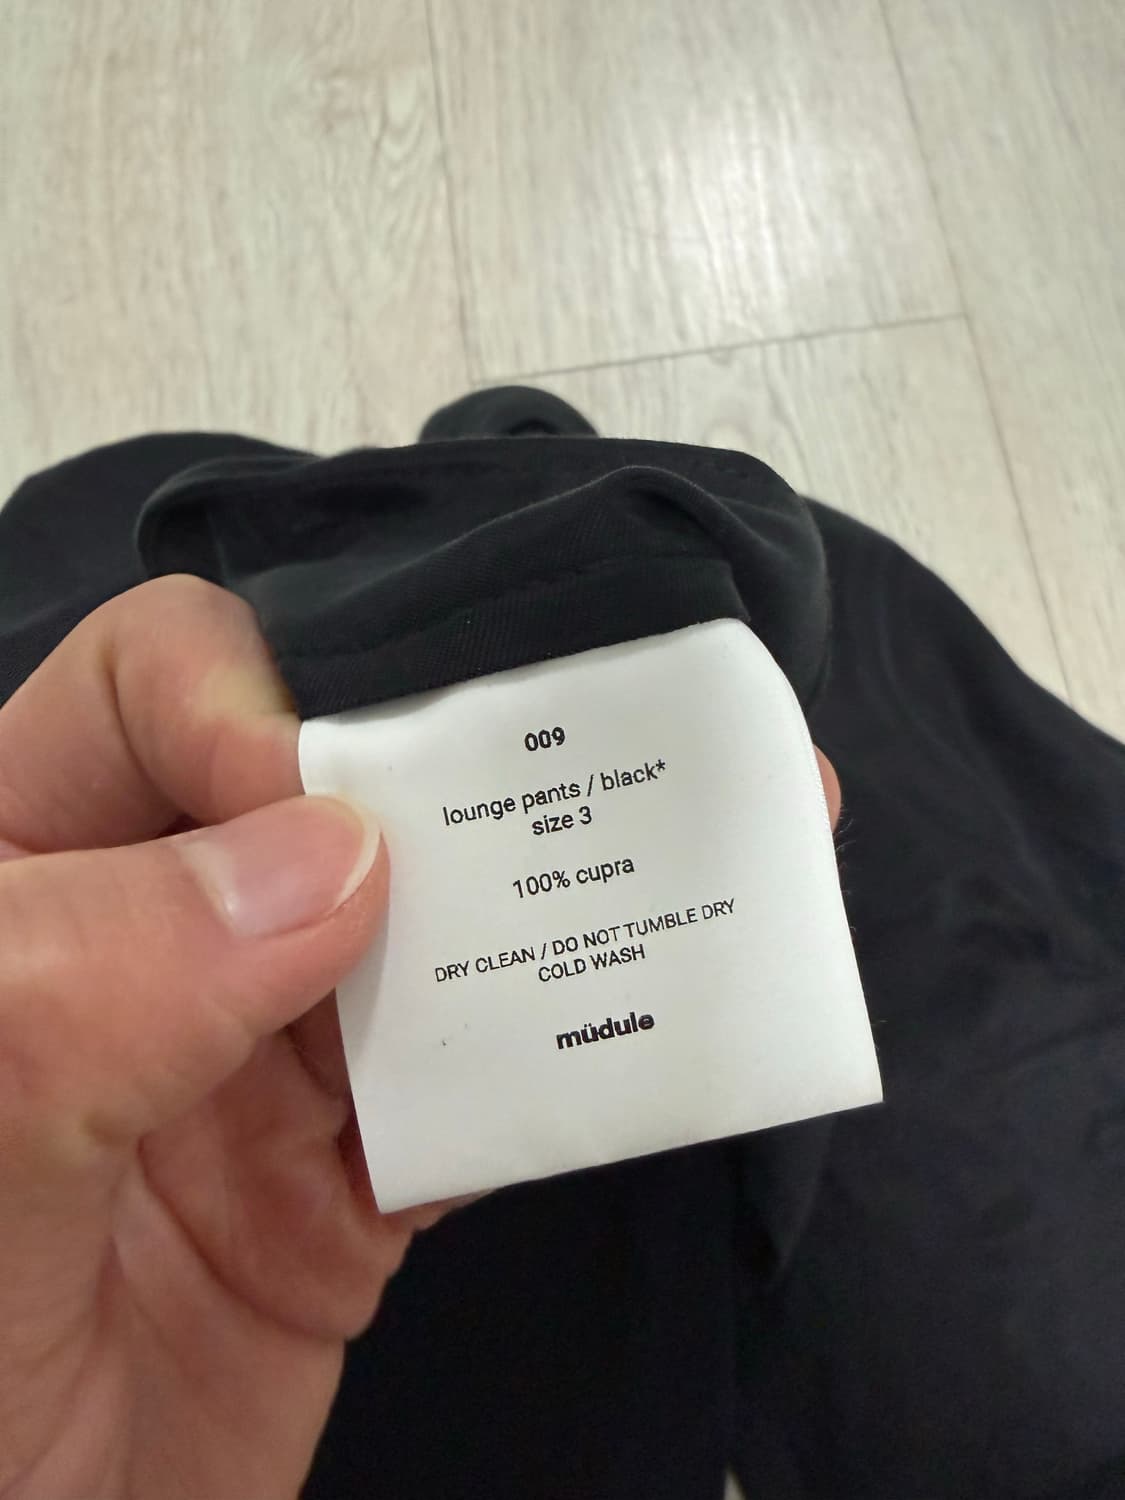 009
lounge pants / black*
size 3
100% cupra
DRY CLEAN / DO NOT TUMBLE DRY
COLD WASH
müdule